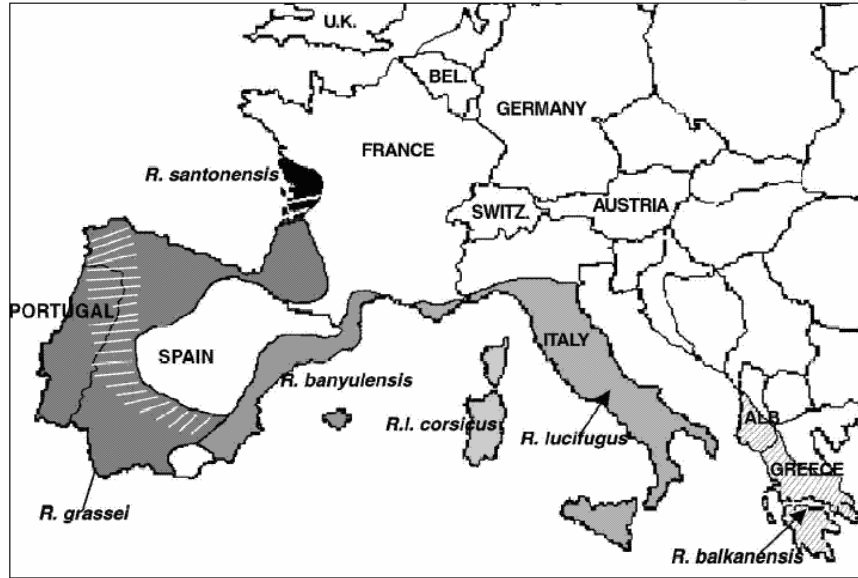 U.K.
BEL.
GERMANY
FRANCE
R. santonensis
SWITZ.
AUSTRIA
PORTUGAL
SPAIN
ITALY
R. banyulensis
R.l. corsicus
R. lucifugus
ALB.
GREECE
R. grassei
R. balkanensis